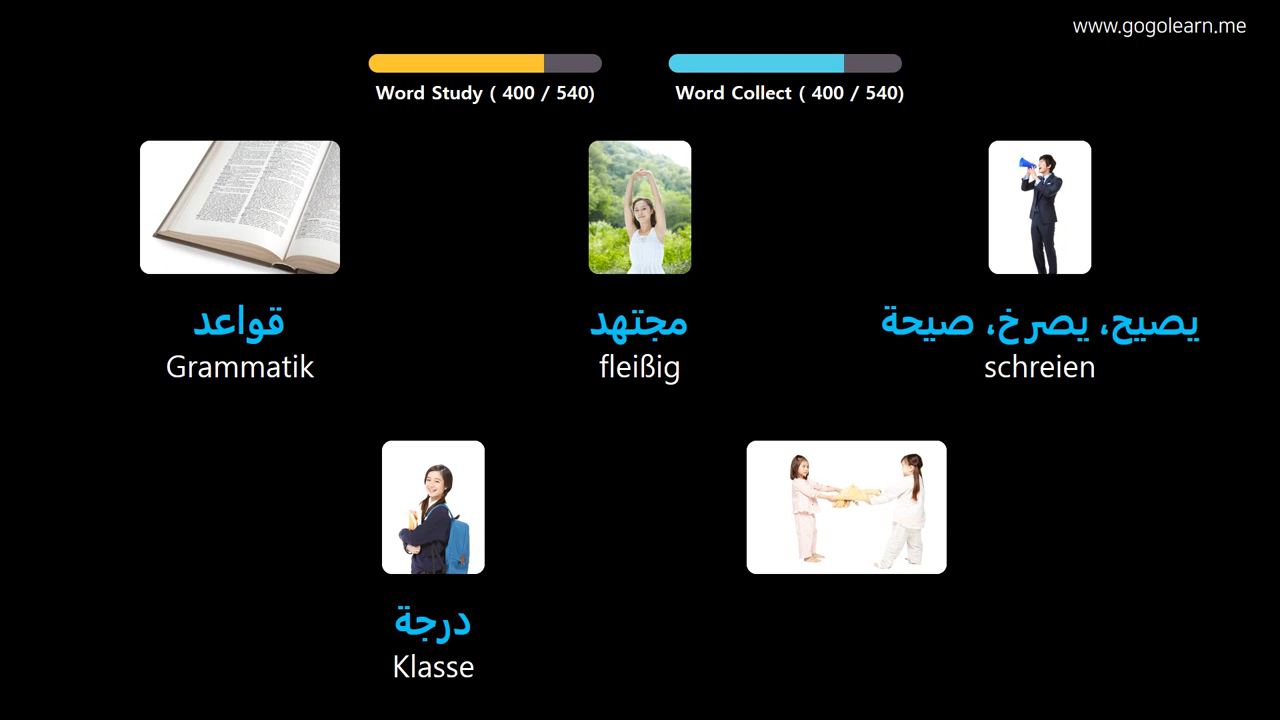 www.gogolearn.me
Word Study ( 400 / 540)
Word Collect ( 400 / 540)
قواعد
Grammatik
مجتهد
fleißig
يصيح، يصرخ، صيحة
schreien
درجة
Klasse